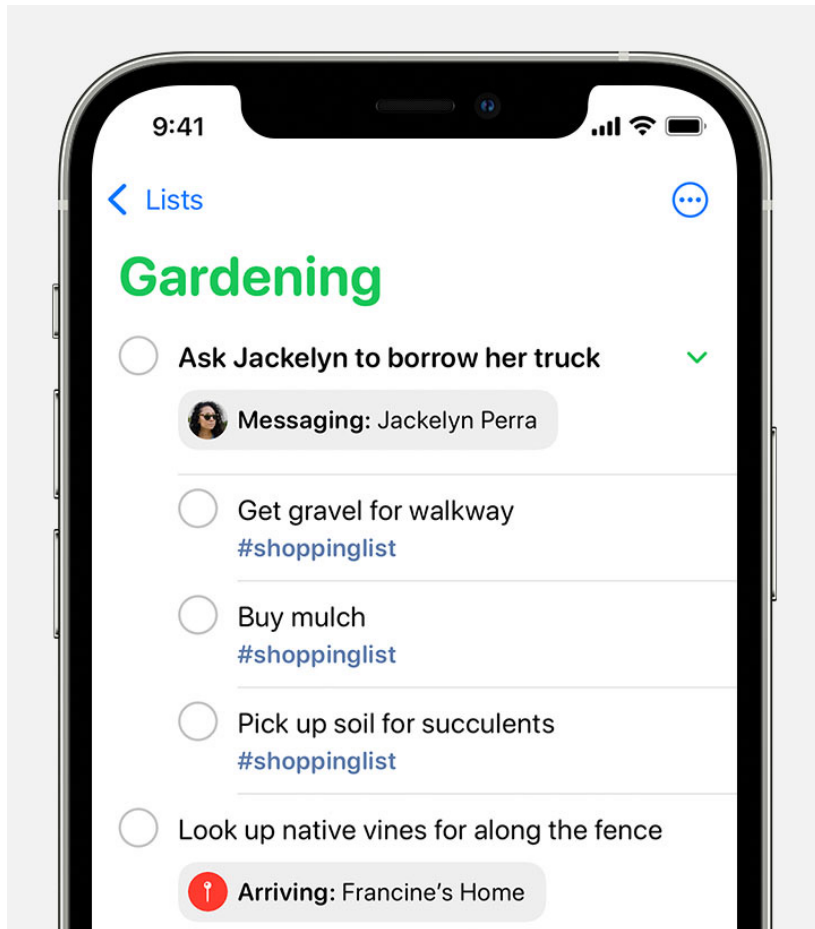 9:41
Lists
Gardening
Ask Jackelyn to borrow her truck
Messaging: Jackelyn Perra
Get gravel for walkway
#shoppinglist
Buy mulch
#shoppinglist
Pick up soil for succulents
#shoppinglist
Look up native vines for along the fence
Arriving: Francine’s Home